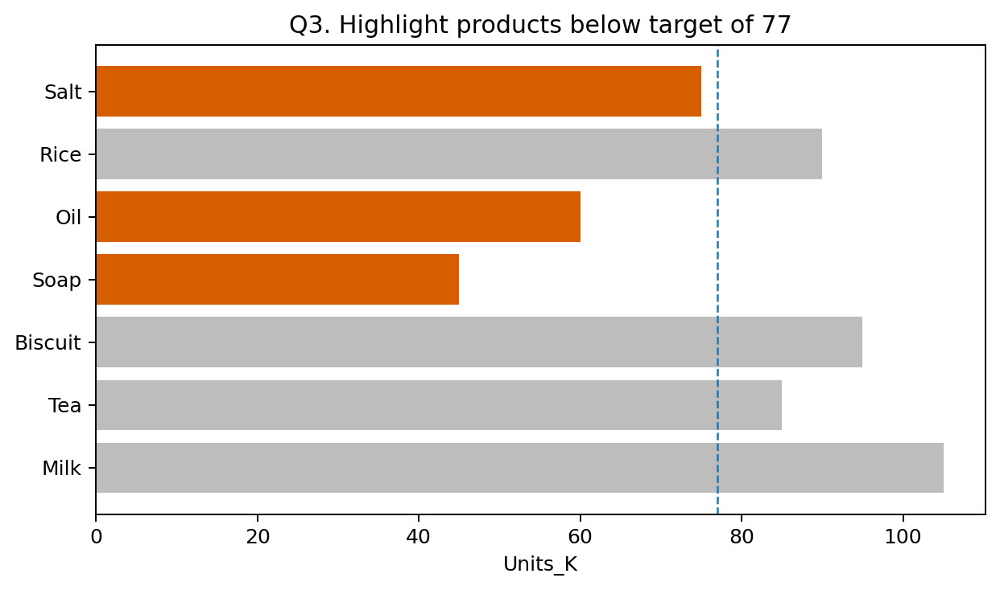 Q3. Highlight products below target of 77
Salt
Rice
Oil
Soap
Biscuit
Tea
Milk
0 20 40 60 80 100
Units_K